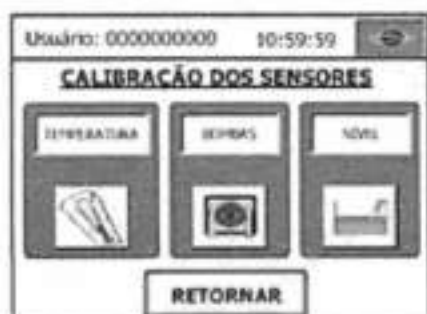 Usuário: 0000000000 10:59:59
CALIBRAÇÃO DOS SENSORES
TEMPERATURA BOMBAS NÍVEL
RETORNAR